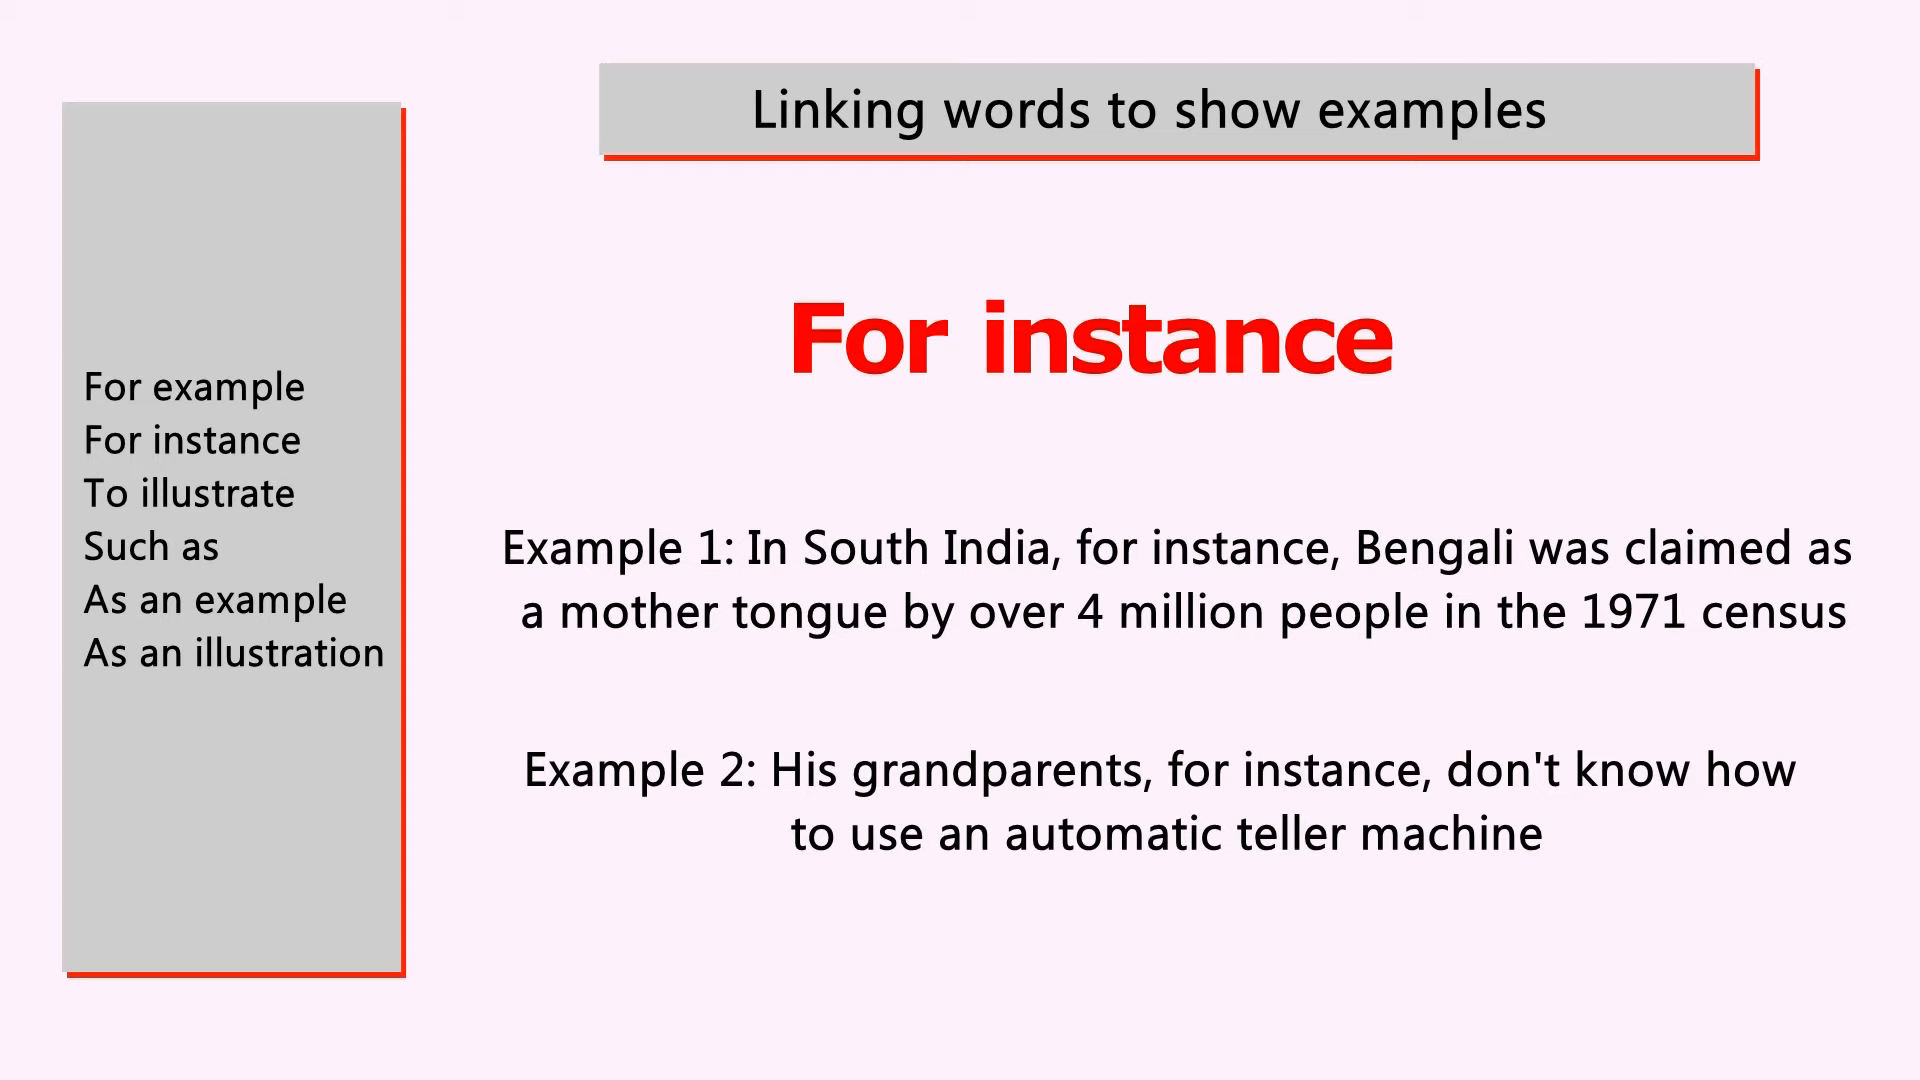 Linking words to show examples
For example
For instance
To illustrate
Such as
As an example
As an illustration
For instance
Example 1: In South India, for instance, Bengali was claimed as
a mother tongue by over 4 million people in the 1971 census
Example 2: His grandparents, for instance, don't know how
to use an automatic teller machine